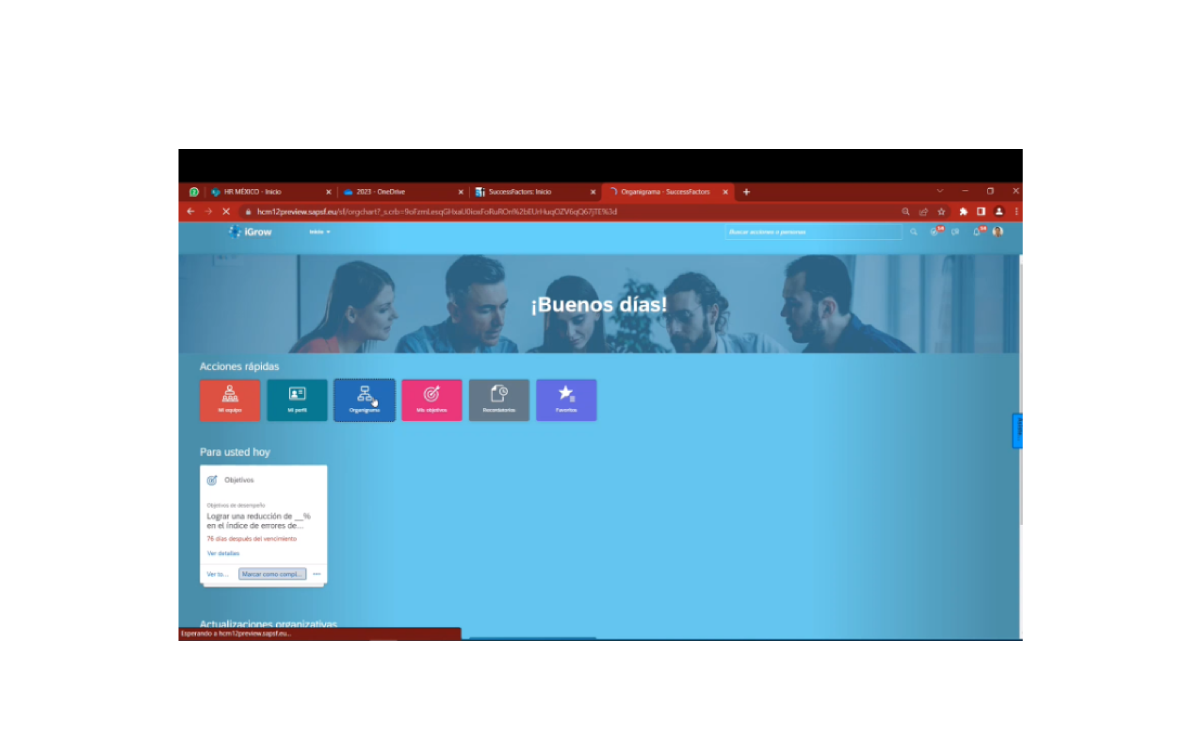 HR MÉXICO - Inicio
2023 - OneDrive
SuccessFactors: Inicio
Organigrama - SuccessFactors
hcm12preview.sapsf.eu/sf/orgchart?_s.crb=
iGrow
Inicio
Buscar acciones o personas
¡Buenos días!
Acciones rápidas
Mi equipo
Mi perfil
Organigrama
Mis objetivos
Recordatorios
Favoritos
Para usted hoy
Objetivos
Objetivos de desempeño
Lograr una reducción de __%
en el índice de errores de...
76 días después del vencimiento
Ver detalles
Ver to...
Marcar como compl...
Actualizaciones organizativas
Esperando a hcm12preview.sapsf.eu...